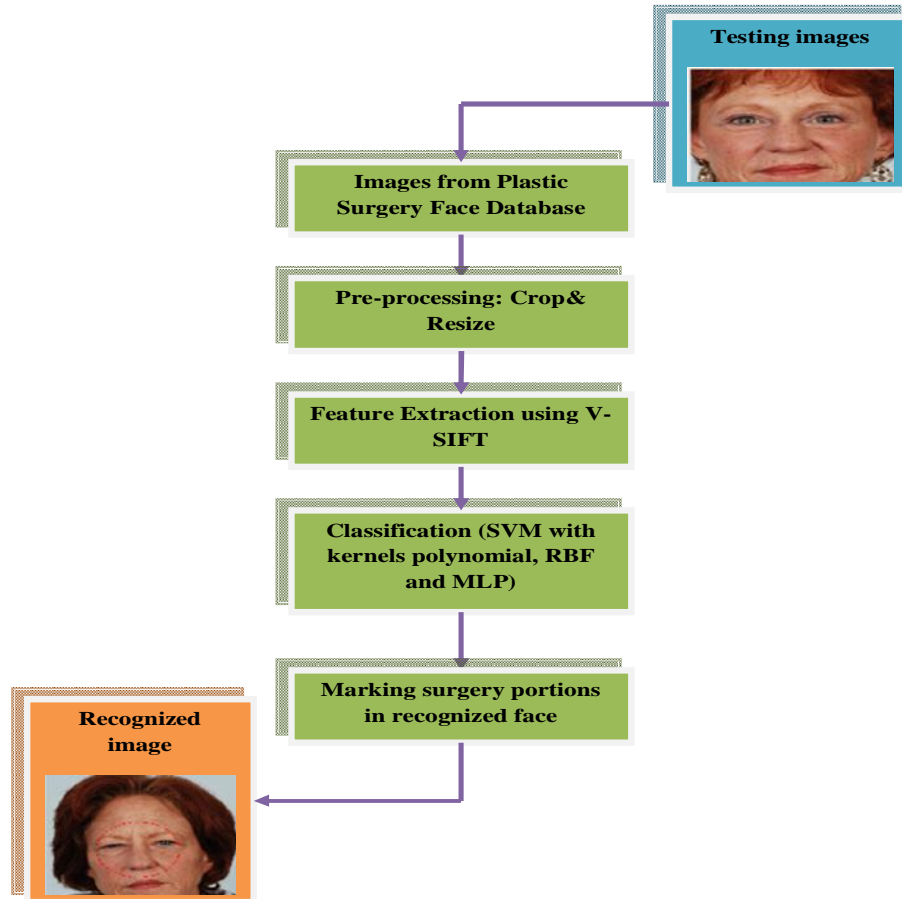 Testing images
Images from Plastic
Surgery Face Database
Pre-processing: Crop&
Resize
Feature Extraction using V-
SIFT
Classification (SVM with
kernels polynomial, RBF
and MLP)
Marking surgery portions
in recognized face
Recognized
image